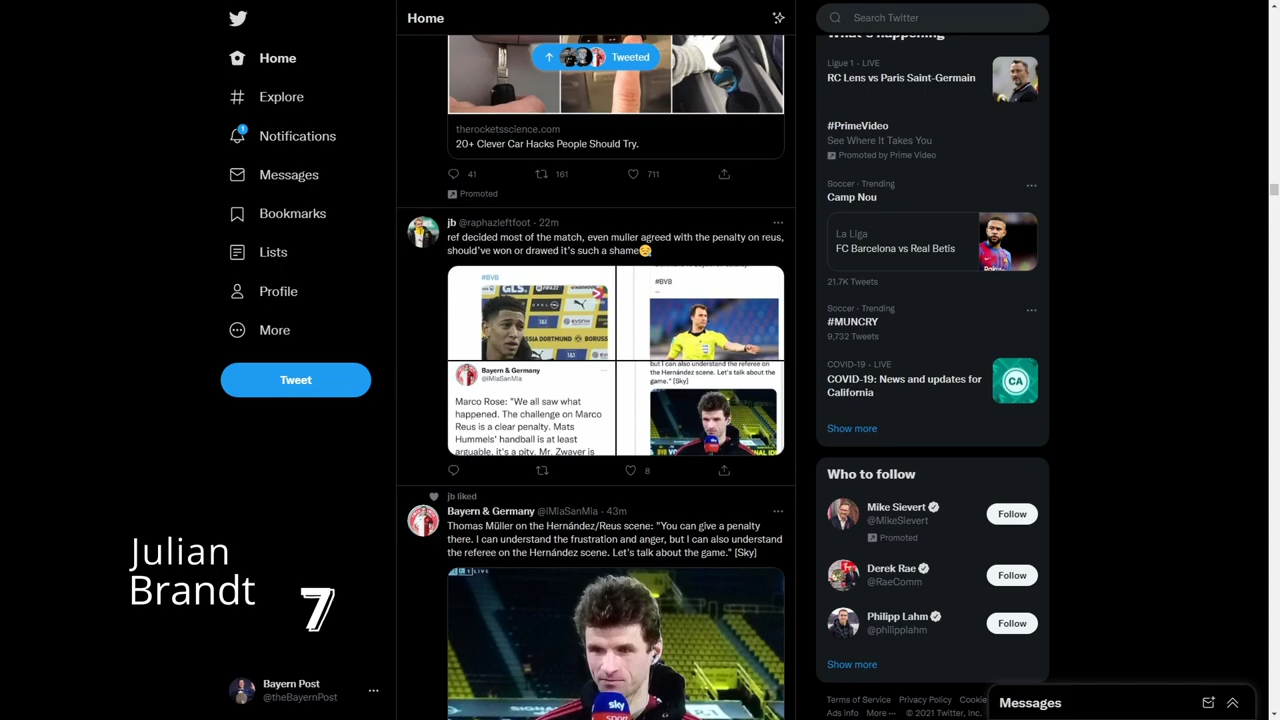 Home
Explore
Notifications
1
Messages
Bookmarks
Lists
Profile
More
Tweet
Julian
Brandt
7
Bayern Post
@theBayernPost
Home
Tweeted
therocketsscience.com
20+ Clever Car Hacks People Should Try.
41 161 711
Promoted
jb @raphazleftfoot · 22m
ref decided most of the match, even muller agreed with the penalty on reus,
should've won or drawed it's such a shame😔
#BVB
#BVB
Bayern & Germany
@iMiaSanMia
Marco Rose: "We all saw what
happened. The challenge on Marco
Reus is a clear penalty. Mats
Hummels' handball is at least
arguable, it's a pity. Mr. Zwayer is
but I can also understand the referee on
the Hernández scene. Let's talk about the
game." [Sky]
8
jb liked
Bayern & Germany @iMiaSanMia · 43m
Thomas Müller on the Hernández/Reus scene: "You can give a penalty
there. I can understand the frustration and anger, but I can also understand
the referee on the Hernández scene. Let's talk about the game." [Sky]
LIVE
sky
sport
Search Twitter
What's happening
Ligue 1 · LIVE
RC Lens vs Paris Saint-Germain
#PrimeVideo
See Where It Takes You
Promoted by Prime Video
Soccer · Trending
Camp Nou
La Liga
FC Barcelona vs Real Betis
21.7K Tweets
Soccer · Trending
#MUNCRY
9,732 Tweets
COVID-19 · LIVE
COVID-19: News and updates for
California
CA
Show more
Who to follow
Mike Sievert
@MikeSievert
Promoted
Follow
Derek Rae
@RaeComm
Follow
Philipp Lahm
@philipplahm
Follow
Show more
Terms of Service Privacy Policy Cookie
Ad info More ··· © 2021 Twitter, Inc.
Messages